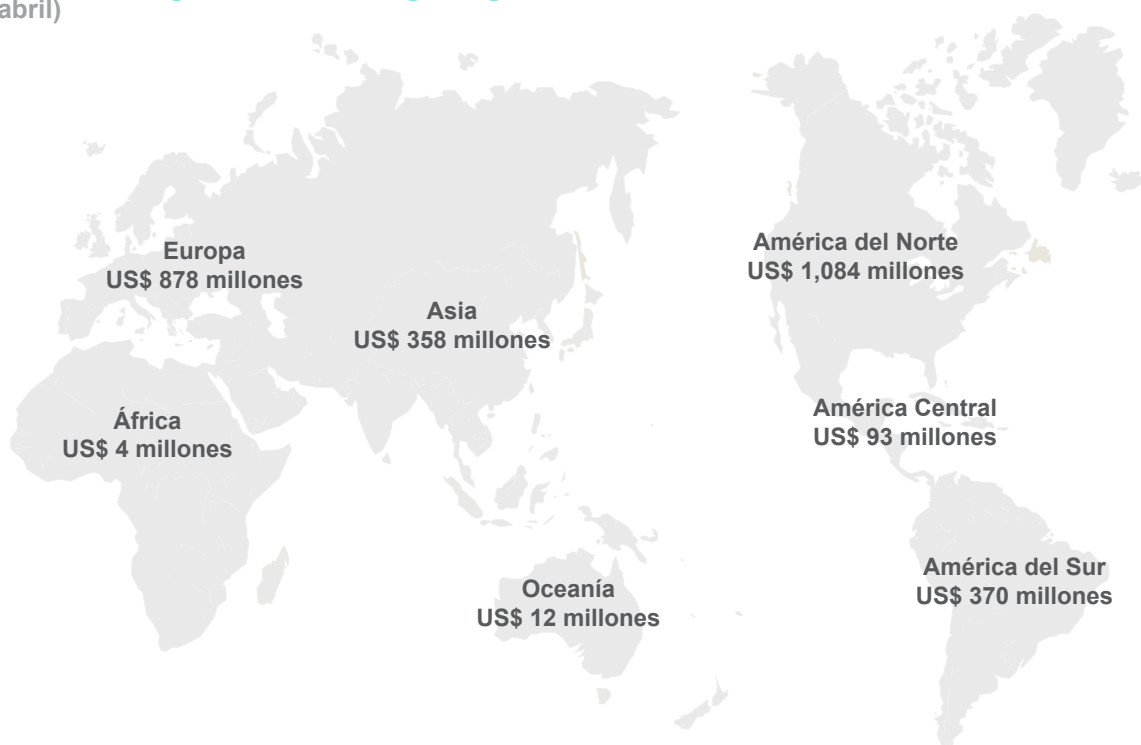 abril)
Europa
US$ 878 millones
América del Norte
US$ 1,084 millones
Asia
US$ 358 millones
América Central
US$ 93 millones
África
US$ 4 millones
América del Sur
US$ 370 millones
Oceanía
US$ 12 millones